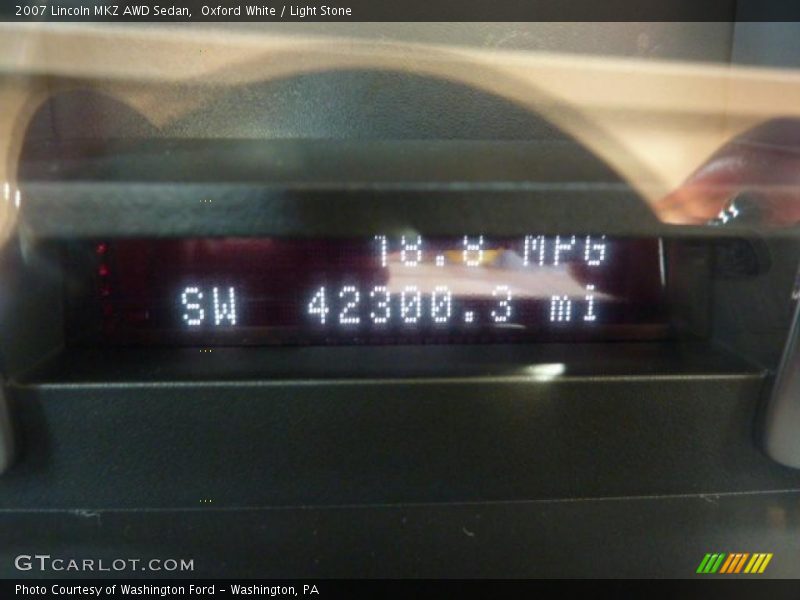 2007 Lincoln MKZ AWD Sedan,  Oxford White / Light Stone
18.8 MPG
SW 42300.3 mi
GTCARLOT.COM
Photo Courtesy of Washington Ford - Washington, PA